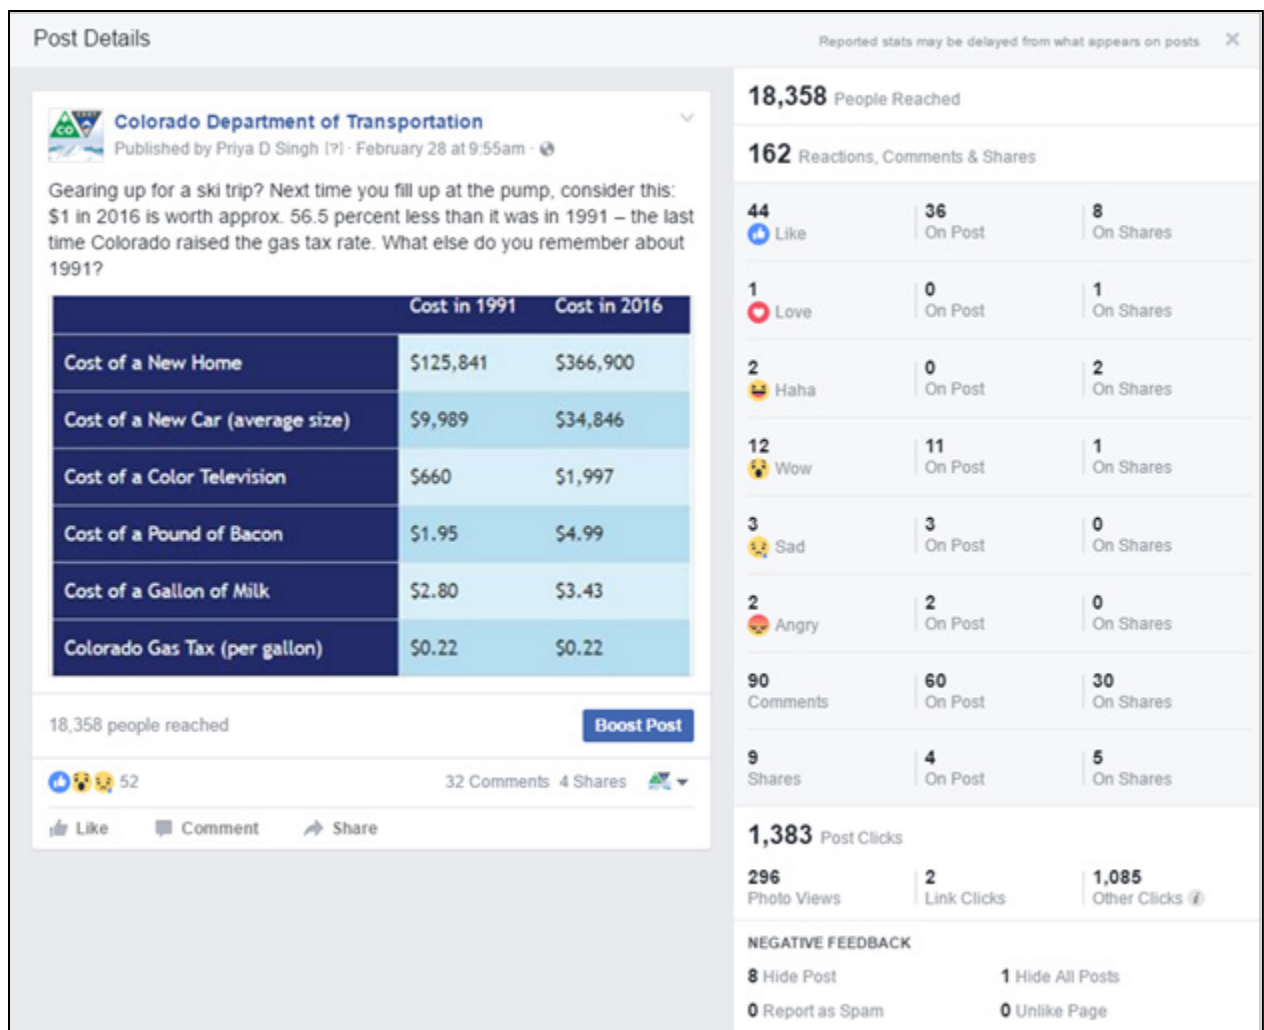 Post Details
Reported stats may be delayed from what appears on posts
Colorado Department of Transportation
Published by Priya D Singh [?] · February 28 at 9:55am ·
Gearing up for a ski trip? Next time you fill up at the pump, consider this:
$1 in 2016 is worth approx. 56.5 percent less than it was in 1991 – the last
time Colorado raised the gas tax rate. What else do you remember about
1991?
Cost in 1991 Cost in 2016
Cost of a New Home $125,841 $366,900
Cost of a New Car (average size) $9,989 $34,846
Cost of a Color Television $660 $1,997
Cost of a Pound of Bacon $1.95 $4.99
Cost of a Gallon of Milk $2.80 $3.43
Colorado Gas Tax (per gallon) $0.22 $0.22
18,358 people reached
Boost Post
52
32 Comments 4 Shares
Like Comment Share
18,358 People Reached
162 Reactions, Comments & Shares
44 36 8
Like On Post On Shares
1 0 1
Love On Post On Shares
2 0 2
Haha On Post On Shares
12 11 1
Wow On Post On Shares
3 3 0
Sad On Post On Shares
2 2 0
Angry On Post On Shares
90 60 30
Comments On Post On Shares
9 4 5
Shares On Post On Shares
1,383 Post Clicks
296 2 1,085
Photo Views Link Clicks Other Clicks i
NEGATIVE FEEDBACK
8 Hide Post 1 Hide All Posts
0 Report as Spam 0 Unlike Page